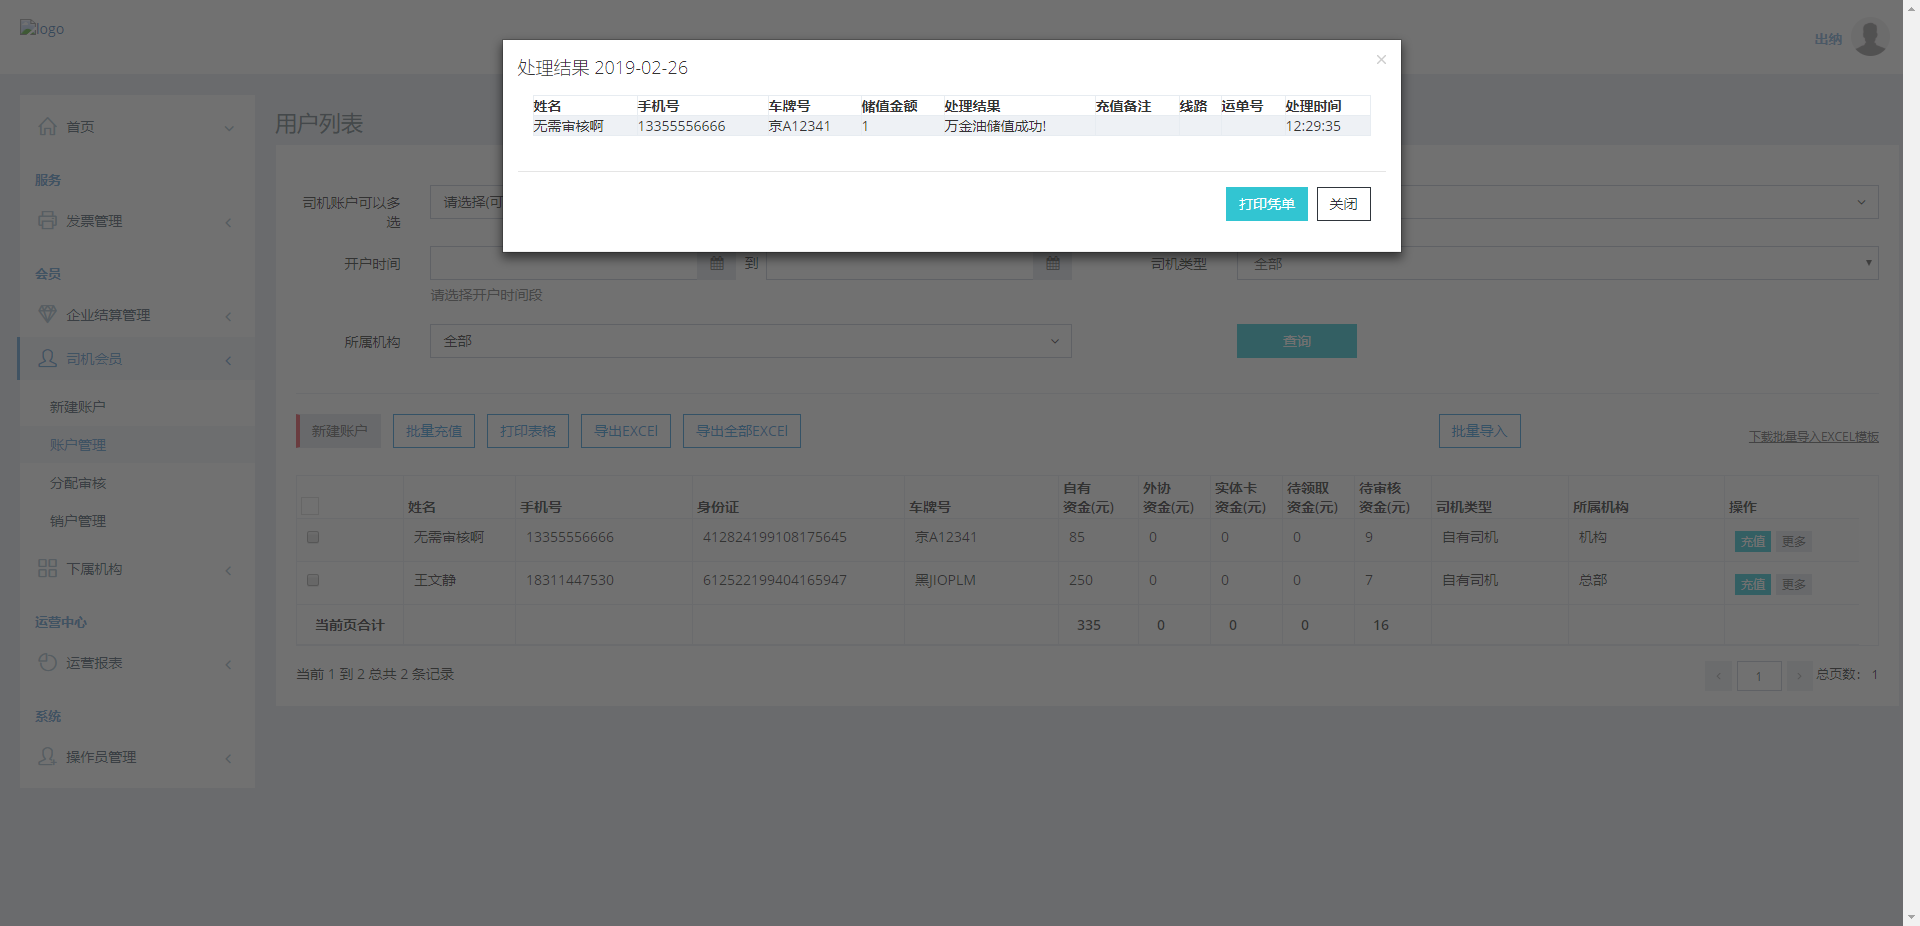 logo
出纳
处理结果 2019-02-26
×
姓名 手机号 车牌号 储值金额 处理结果 充值备注 线路 运单号 处理时间
无需审核啊 13355556666 京A12341 1 万金油储值成功! 12:29:35
打印凭单 关闭
首页
服务
发票管理
会员
企业结算管理
司机会员
新建账户
账户管理
分配审核
销户管理
下属机构
运营中心
运营报表
系统
操作员管理
用户列表
司机账户可以多
选
请选择(可
开户时间 到 司机类型 全部
请选择开户时间段
所属机构 全部 查询
新建账户 批量充值 打印表格 导出EXCEl 导出全部EXCEl 批量导入 下载批量导入EXCEL模板
姓名 手机号 身份证 车牌号 自有 资金(元) 外协 资金(元) 实体卡 资金(元) 待领取 资金(元) 待审核 资金(元) 司机类型 所属机构 操作
无需审核啊 13355556666 412824199108175645 京A12341 85 0 0 0 9 自有司机 机构 充值 更多
王文静 18311447530 612522199404165947 黑JIOPLM 250 0 0 0 7 自有司机 总部 充值 更多
当前页合计 335 0 0 0 16
当前 1 到 2 总共 2 条记录
1 总页数： 1